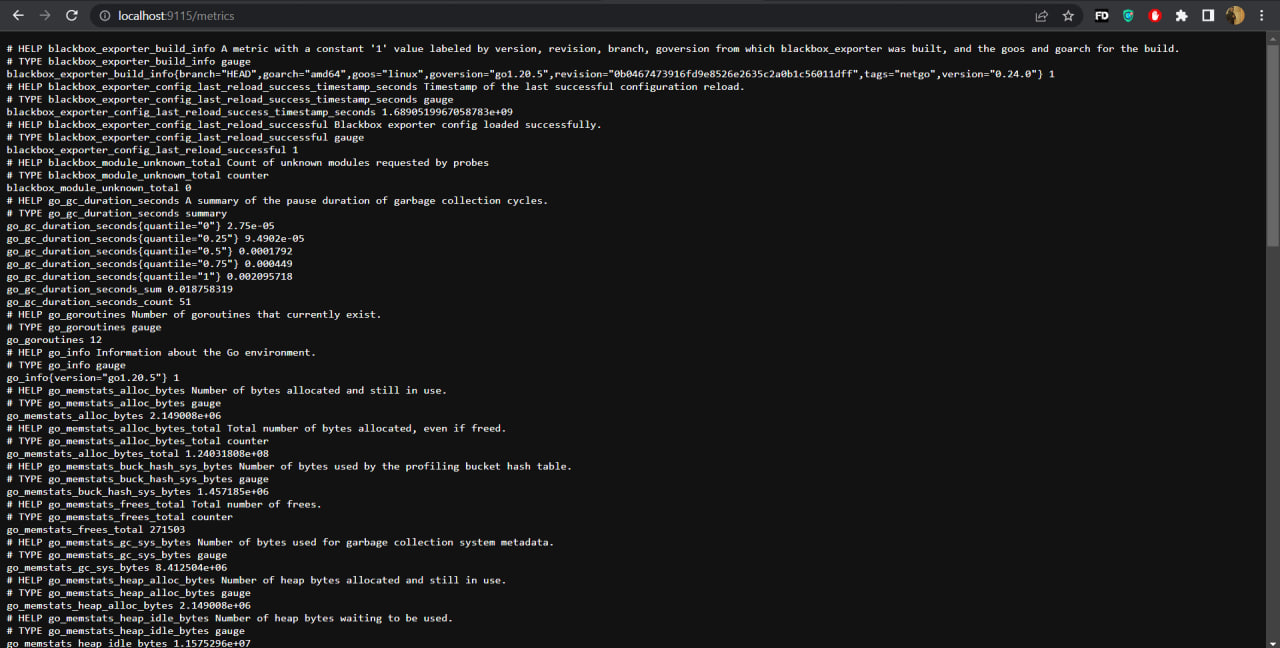 localhost:9115/metrics
FD
# HELP blackbox_exporter_build_info A metric with a constant '1' value labeled by version, revision, branch, goversion from which blackbox_exporter was built, and the goos and goarch for the build.
# TYPE blackbox_exporter_build_info gauge
blackbox_exporter_build_info{branch="HEAD",goarch="amd64",goos="linux",goversion="go1.20.5",revision="0b0467473916fd9e8526e2635c2a0b1c56011dff",tags="netgo",version="0.24.0"} 1
# HELP blackbox_exporter_config_last_reload_success_timestamp_seconds Timestamp of the last successful configuration reload.
# TYPE blackbox_exporter_config_last_reload_success_timestamp_seconds gauge
blackbox_exporter_config_last_reload_success_timestamp_seconds 1.6890519967058783e+09
# HELP blackbox_exporter_config_last_reload_successful Blackbox exporter config loaded successfully.
# TYPE blackbox_exporter_config_last_reload_successful gauge
blackbox_exporter_config_last_reload_successful 1
# HELP blackbox_module_unknown_total Count of unknown modules requested by probes
# TYPE blackbox_module_unknown_total counter
blackbox_module_unknown_total 0
# HELP go_gc_duration_seconds A summary of the pause duration of garbage collection cycles.
# TYPE go_gc_duration_seconds summary
go_gc_duration_seconds{quantile="0"} 2.75e-05
go_gc_duration_seconds{quantile="0.25"} 9.4902e-05
go_gc_duration_seconds{quantile="0.5"} 0.0001792
go_gc_duration_seconds{quantile="0.75"} 0.000449
go_gc_duration_seconds{quantile="1"} 0.002095718
go_gc_duration_seconds_sum 0.018758319
go_gc_duration_seconds_count 51
# HELP go_goroutines Number of goroutines that currently exist.
# TYPE go_goroutines gauge
go_goroutines 12
# HELP go_info Information about the Go environment.
# TYPE go_info gauge
go_info{version="go1.20.5"} 1
# HELP go_memstats_alloc_bytes Number of bytes allocated and still in use.
# TYPE go_memstats_alloc_bytes gauge
go_memstats_alloc_bytes 2.149008e+06
# HELP go_memstats_alloc_bytes_total Total number of bytes allocated, even if freed.
# TYPE go_memstats_alloc_bytes_total counter
go_memstats_alloc_bytes_total 1.24031808e+08
# HELP go_memstats_buck_hash_sys_bytes Number of bytes used by the profiling bucket hash table.
# TYPE go_memstats_buck_hash_sys_bytes gauge
go_memstats_buck_hash_sys_bytes 1.457185e+06
# HELP go_memstats_frees_total Total number of frees.
# TYPE go_memstats_frees_total counter
go_memstats_frees_total 271503
# HELP go_memstats_gc_sys_bytes Number of bytes used for garbage collection system metadata.
# TYPE go_memstats_gc_sys_bytes gauge
go_memstats_gc_sys_bytes 8.412504e+06
# HELP go_memstats_heap_alloc_bytes Number of heap bytes allocated and still in use.
# TYPE go_memstats_heap_alloc_bytes gauge
go_memstats_heap_alloc_bytes 2.149008e+06
# HELP go_memstats_heap_idle_bytes Number of heap bytes waiting to be used.
# TYPE go_memstats_heap_idle_bytes gauge
go_memstats_heap_idle_bytes 1.1575296e+07